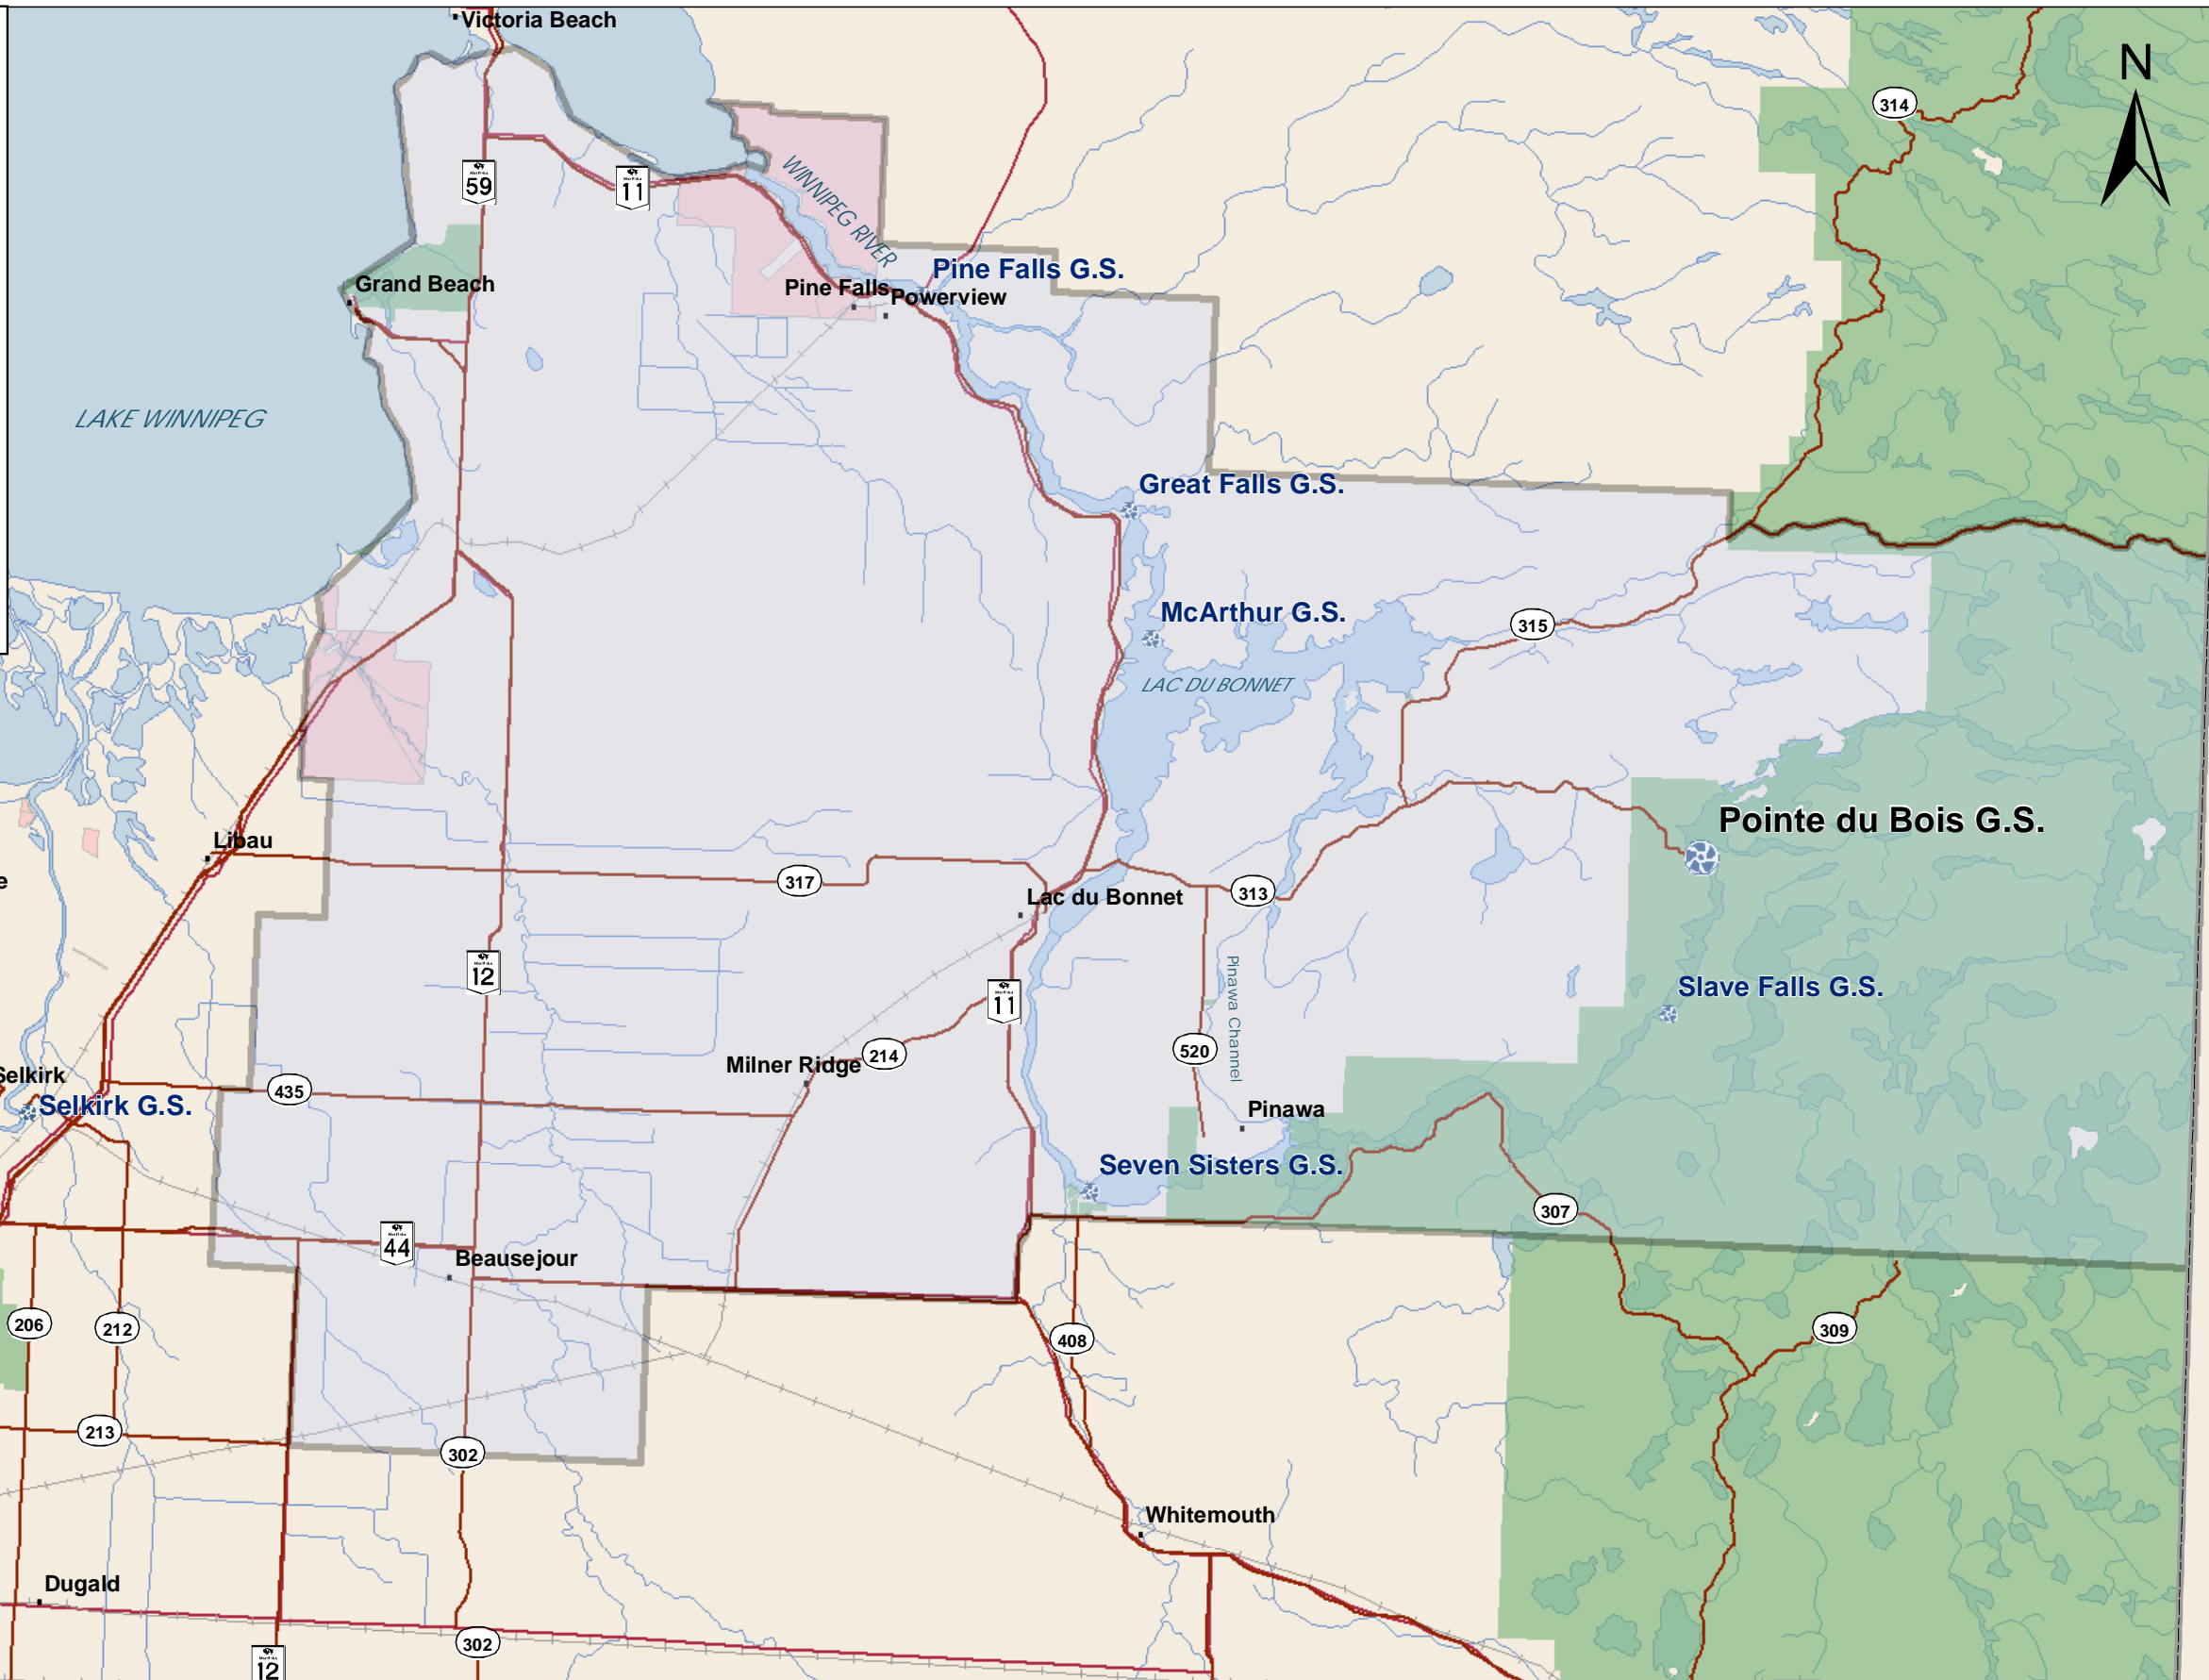 Victoria Beach
N
314
59
11
WINNIPEG RIVER
Pine Falls G.S.
Grand Beach
Pine Falls
Powerview
LAKE WINNIPEG
Great Falls G.S.
McArthur G.S.
315
LAC DU BONNET
Pointe du Bois G.S.
Libau
e
317
313
Lac du Bonnet
12
11
Pinawa Channel
Slave Falls G.S.
520
214
Milner Ridge
Selkirk
435
Selkirk G.S.
Pinawa
Seven Sisters G.S.
307
44
Beausejour
206
212
408
309
213
302
Whitemouth
Dugald
302
12